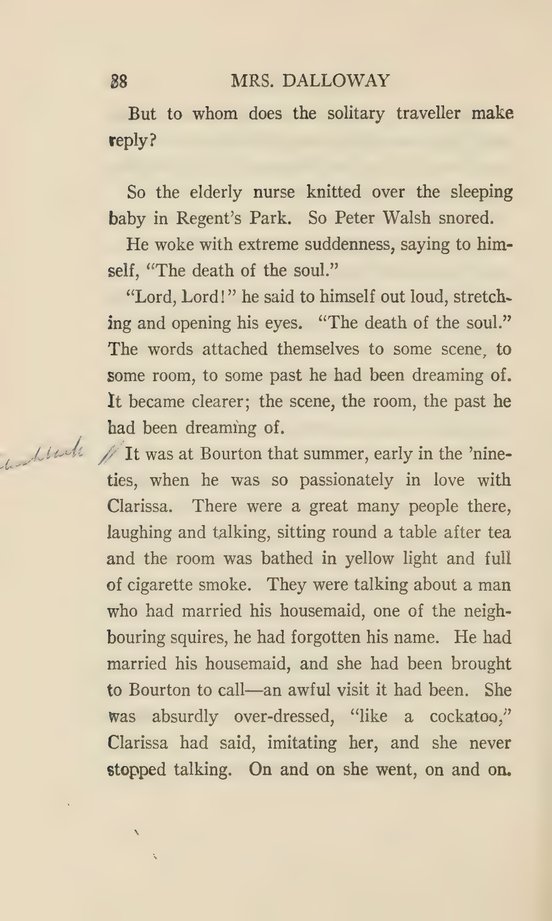 88 MRS. DALLOWAY
But to whom does the solitary traveller make
reply?
So the elderly nurse knitted over the sleeping
baby in Regent's Park. So Peter Walsh snored.
He woke with extreme suddenness, saying to him-
self, “The death of the soul.”
“Lord, Lord!” he said to himself out loud, stretch-
ing and opening his eyes. “The death of the soul.”
The words attached themselves to some scene, to
some room, to some past he had been dreaming of.
It became clearer; the scene, the room, the past he
had been dreaming of.
It was at Bourton that summer, early in the ’nine-
ties, when he was so passionately in love with
Clarissa. There were a great many people there,
laughing and talking, sitting round a table after tea
and the room was bathed in yellow light and full
of cigarette smoke. They were talking about a man
who had married his housemaid, one of the neigh-
bouring squires, he had forgotten his name. He had
married his housemaid, and she had been brought
to Bourton to call—an awful visit it had been. She
was absurdly over-dressed, “like a cockatoo,”
Clarissa had said, imitating her, and she never
stopped talking. On and on she went, on and on.